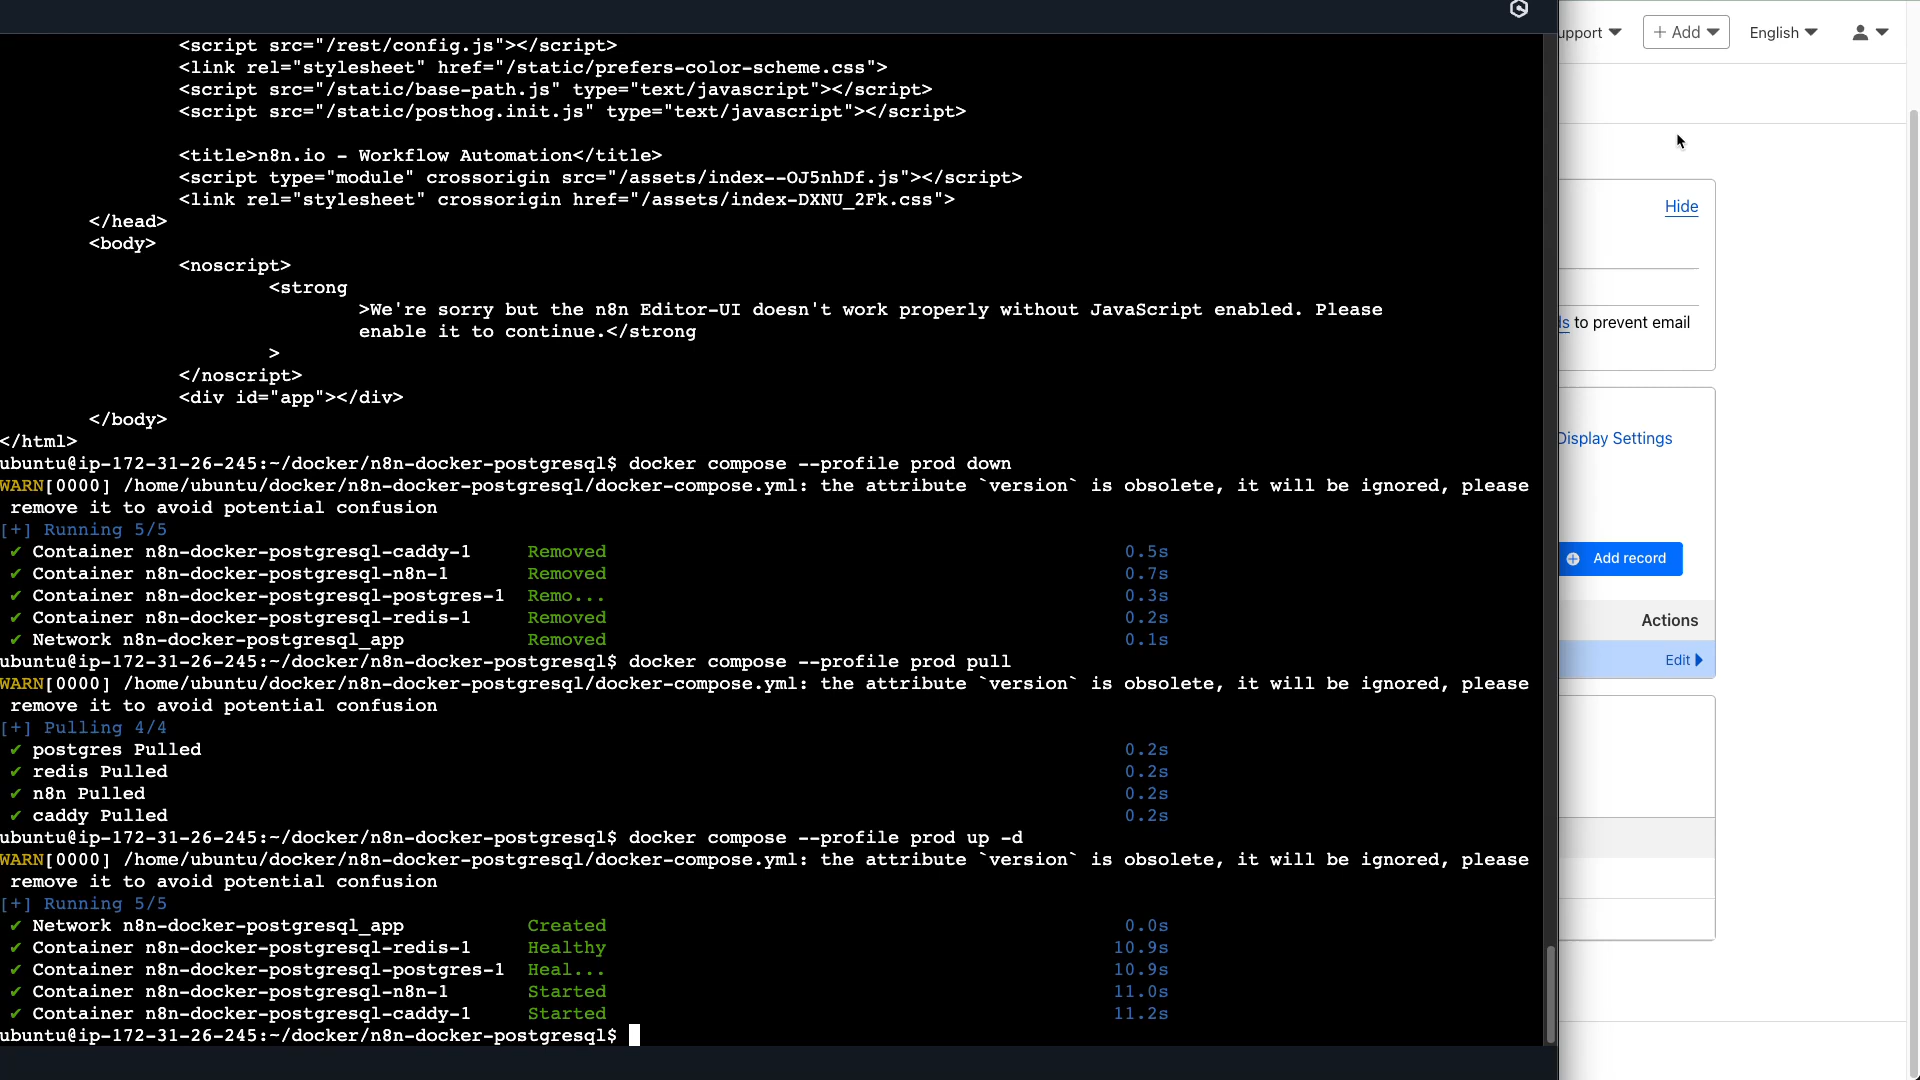 <script src="/rest/config.js"></script>
<link rel="stylesheet" href="/static/prefers-color-scheme.css">
<script src="/static/base-path.js" type="text/javascript"></script>
<script src="/static/posthog.init.js" type="text/javascript"></script>
<title>n8n.io - Workflow Automation</title>
<script type="module" crossorigin src="/assets/index--OJ5nhDf.js"></script>
<link rel="stylesheet" crossorigin href="/assets/index-DXNU_2Fk.css">
</head>
<body>
<noscript>
<strong
>We're sorry but the n8n Editor-UI doesn't work properly without JavaScript enabled. Please
enable it to continue.</strong
>
</noscript>
<div id="app"></div>
</body>
</html>
ubuntu@ip-172-31-26-245:~/docker/n8n-docker-postgresql$ docker compose --profile prod down
WARN[0000] /home/ubuntu/docker/n8n-docker-postgresql/docker-compose.yml: the attribute `version` is obsolete, it will be ignored, please
remove it to avoid potential confusion
[+] Running 5/5
✔ Container n8n-docker-postgresql-caddy-1 Removed 0.5s
✔ Container n8n-docker-postgresql-n8n-1 Removed 0.7s
✔ Container n8n-docker-postgresql-postgres-1 Remo... 0.3s
✔ Container n8n-docker-postgresql-redis-1 Removed 0.2s
✔ Network n8n-docker-postgresql_app Removed 0.1s
ubuntu@ip-172-31-26-245:~/docker/n8n-docker-postgresql$ docker compose --profile prod pull
WARN[0000] /home/ubuntu/docker/n8n-docker-postgresql/docker-compose.yml: the attribute `version` is obsolete, it will be ignored, please
remove it to avoid potential confusion
[+] Pulling 4/4
✔ postgres Pulled 0.2s
✔ redis Pulled 0.2s
✔ n8n Pulled 0.2s
✔ caddy Pulled 0.2s
ubuntu@ip-172-31-26-245:~/docker/n8n-docker-postgresql$ docker compose --profile prod up -d
WARN[0000] /home/ubuntu/docker/n8n-docker-postgresql/docker-compose.yml: the attribute `version` is obsolete, it will be ignored, please
remove it to avoid potential confusion
[+] Running 5/5
✔ Network n8n-docker-postgresql_app Created 0.0s
✔ Container n8n-docker-postgresql-redis-1 Healthy 10.9s
✔ Container n8n-docker-postgresql-postgres-1 Heal... 10.9s
✔ Container n8n-docker-postgresql-n8n-1 Started 11.0s
✔ Container n8n-docker-postgresql-caddy-1 Started 11.2s
ubuntu@ip-172-31-26-245:~/docker/n8n-docker-postgresql$
upport
+ Add
English
Hide
ls to prevent email
Display Settings
Add record
Actions
Edit